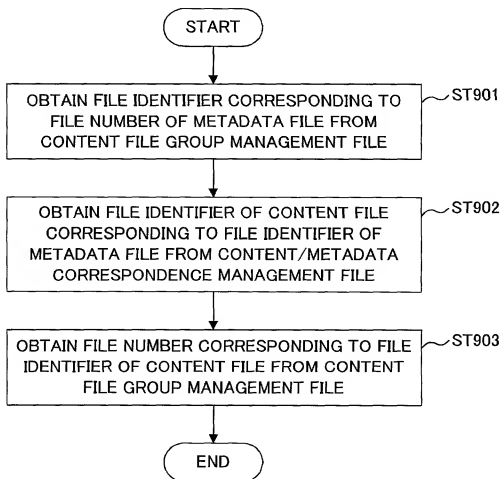 START
OBTAIN FILE IDENTIFIER CORRESPONDING TO
FILE NUMBER OF METADATA FILE FROM
CONTENT FILE GROUP MANAGEMENT FILE
ST901
OBTAIN FILE IDENTIFIER OF CONTENT FILE
CORRESPONDING TO FILE IDENTIFIER OF
METADATA FILE FROM CONTENT/METADATA
CORRESPONDENCE MANAGEMENT FILE
ST902
OBTAIN FILE NUMBER CORRESPONDING TO FILE
IDENTIFIER OF CONTENT FILE FROM CONTENT
FILE GROUP MANAGEMENT FILE
ST903
END